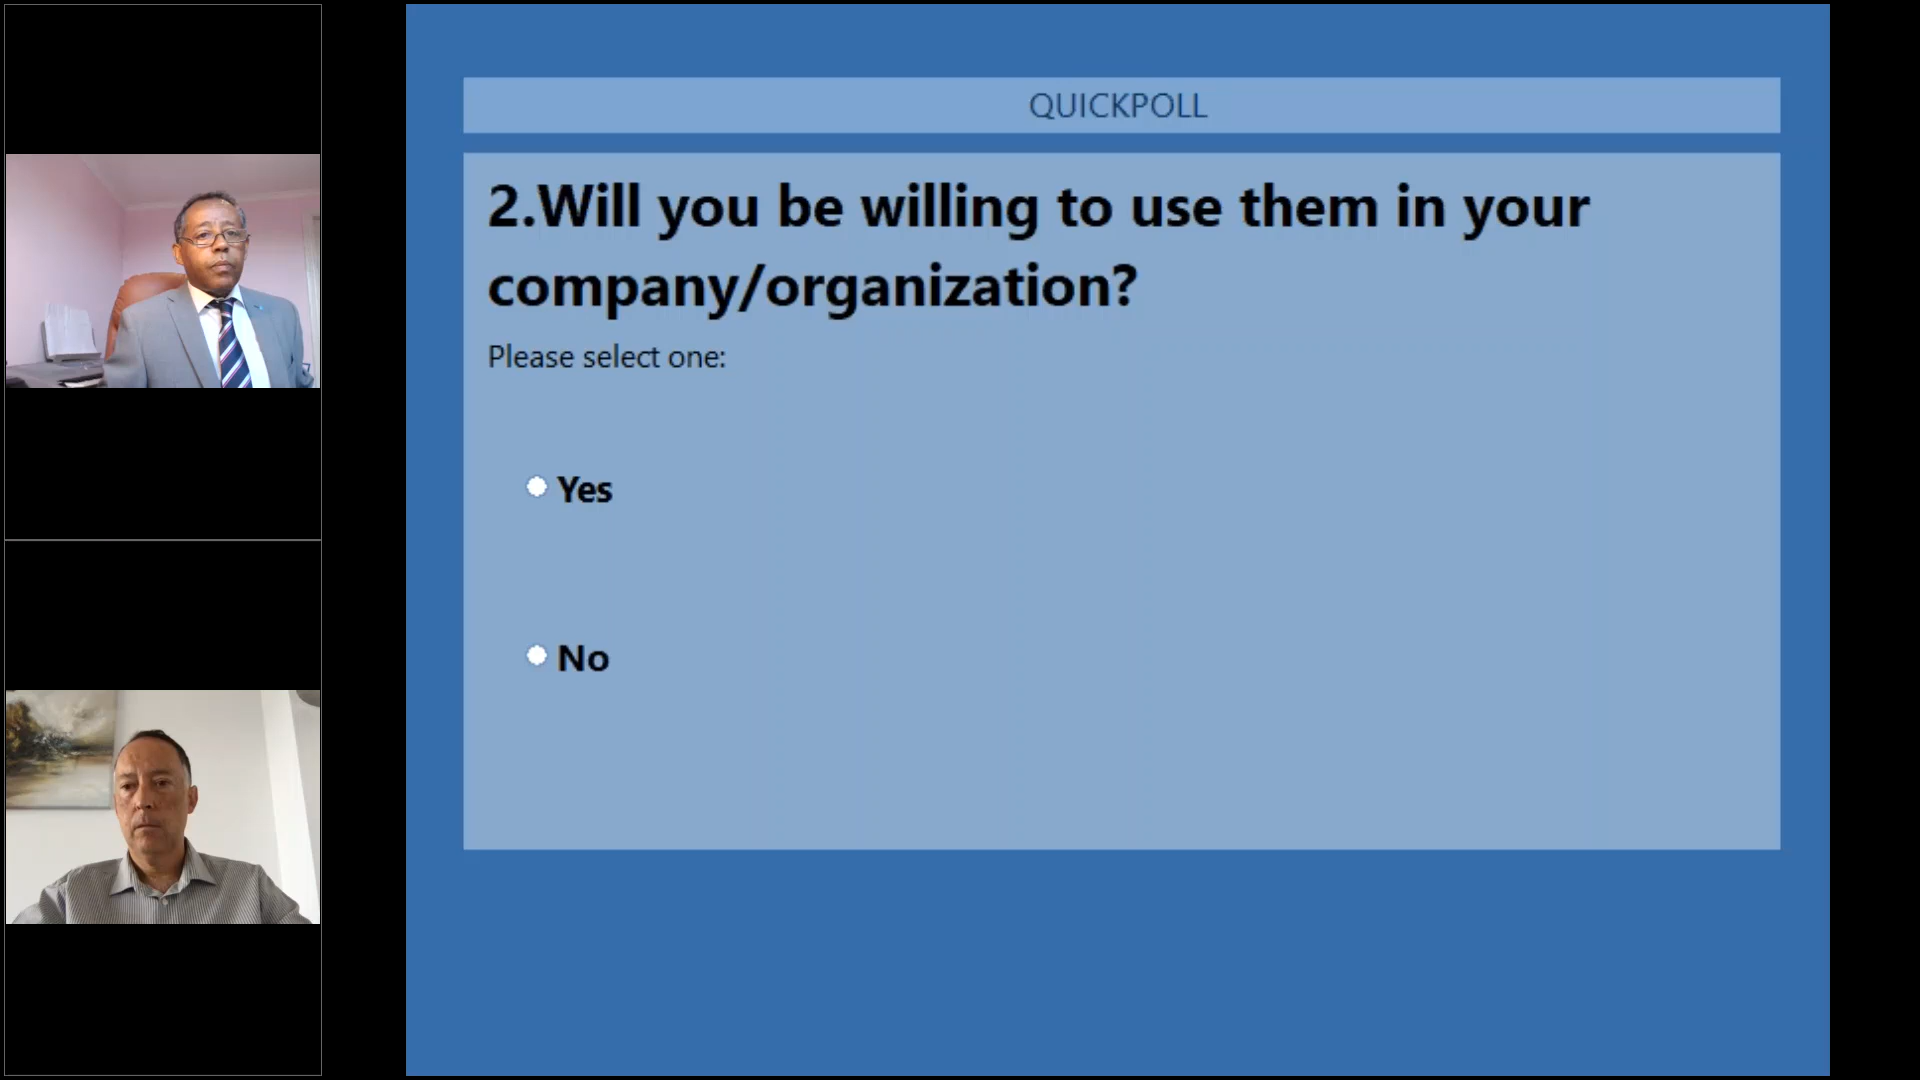 QUICKPOLL
2.Will you be willing to use them in your
company/organization?
Please select one:
Yes
No